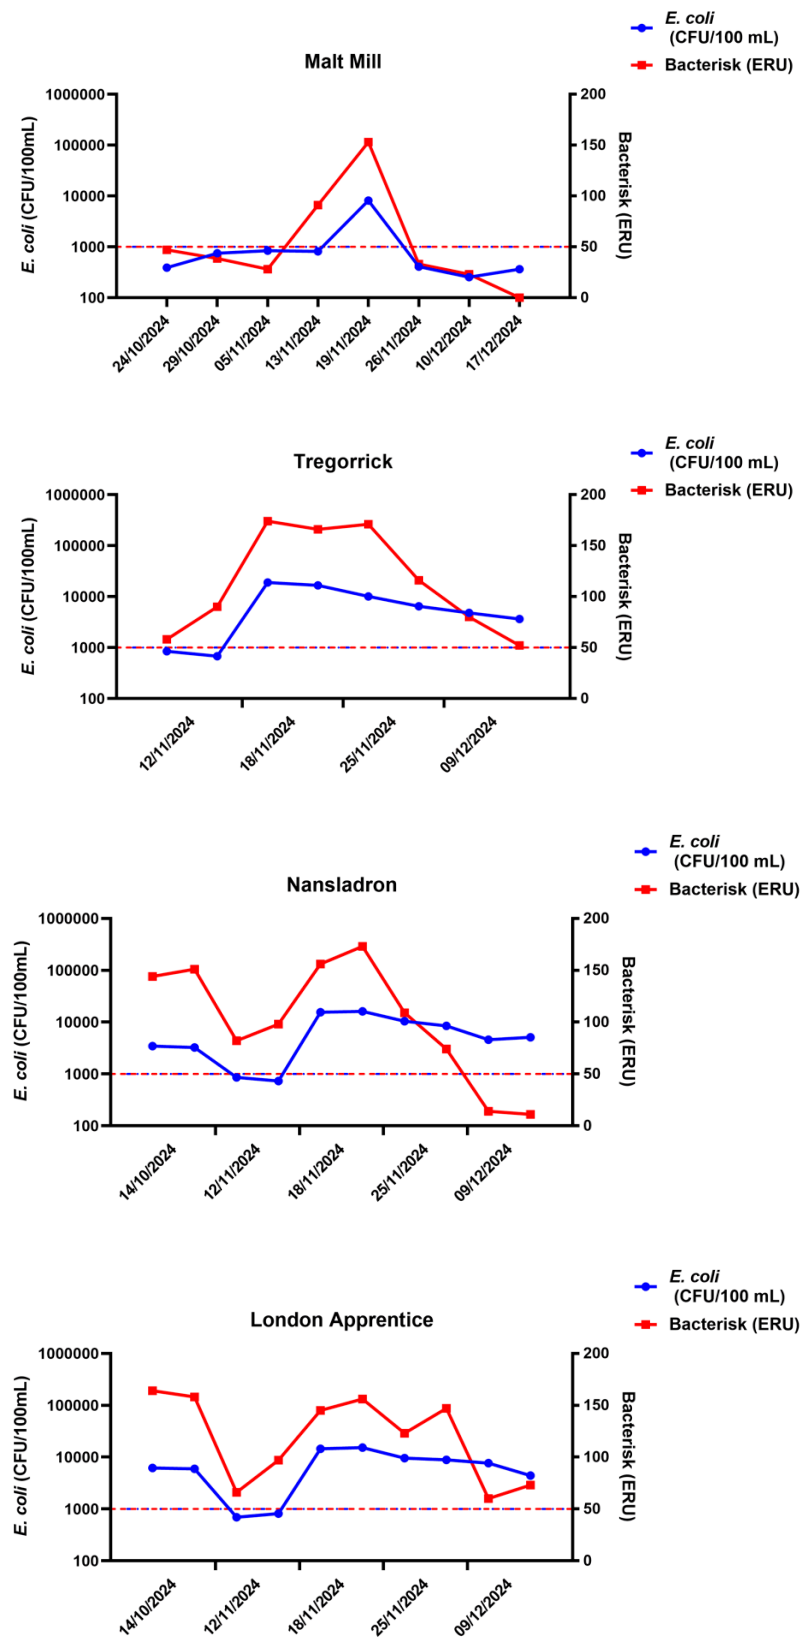 E. coli
(CFU/100 mL)
Bacterisk (ERU)
Malt Mill
E. coli (CFU/100mL)
1000000
100000
10000
1000
100
200
150
100
50
0
Bacterisk (ERU)
24/10/2024
29/10/2024
05/11/2024
13/11/2024
19/11/2024
26/11/2024
10/12/2024
17/12/2024
E. coli
(CFU/100 mL)
Bacterisk (ERU)
Tregorrick
E. coli (CFU/100mL)
1000000
100000
10000
1000
100
200
150
100
50
0
Bacterisk (ERU)
12/11/2024
18/11/2024
25/11/2024
09/12/2024
E. coli
(CFU/100 mL)
Bacterisk (ERU)
Nansladron
E. coli (CFU/100mL)
1000000
100000
10000
1000
100
200
150
100
50
0
Bacterisk (ERU)
14/10/2024
12/11/2024
18/11/2024
25/11/2024
09/12/2024
E. coli
(CFU/100 mL)
Bacterisk (ERU)
London Apprentice
E. coli (CFU/100mL)
1000000
100000
10000
1000
100
200
150
100
50
0
Bacterisk (ERU)
14/10/2024
12/11/2024
18/11/2024
25/11/2024
09/12/2024